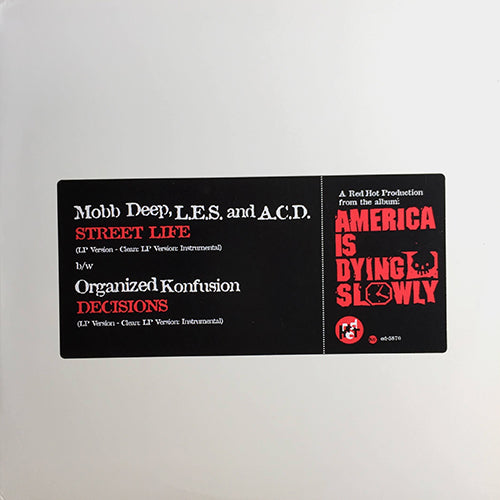 Mobb Deep, L.E.S. and A.C.D.
STREET LIFE
(LP Version - Clean: LP Version: Instrumental)
b/w
Organized Konfusion
DECISIONS
(LP Version - Clean: LP Version: Instrumental)
A Red Hot Production
from the album:
AMERICA
IS
DYING
SLOWLY
ed-5870